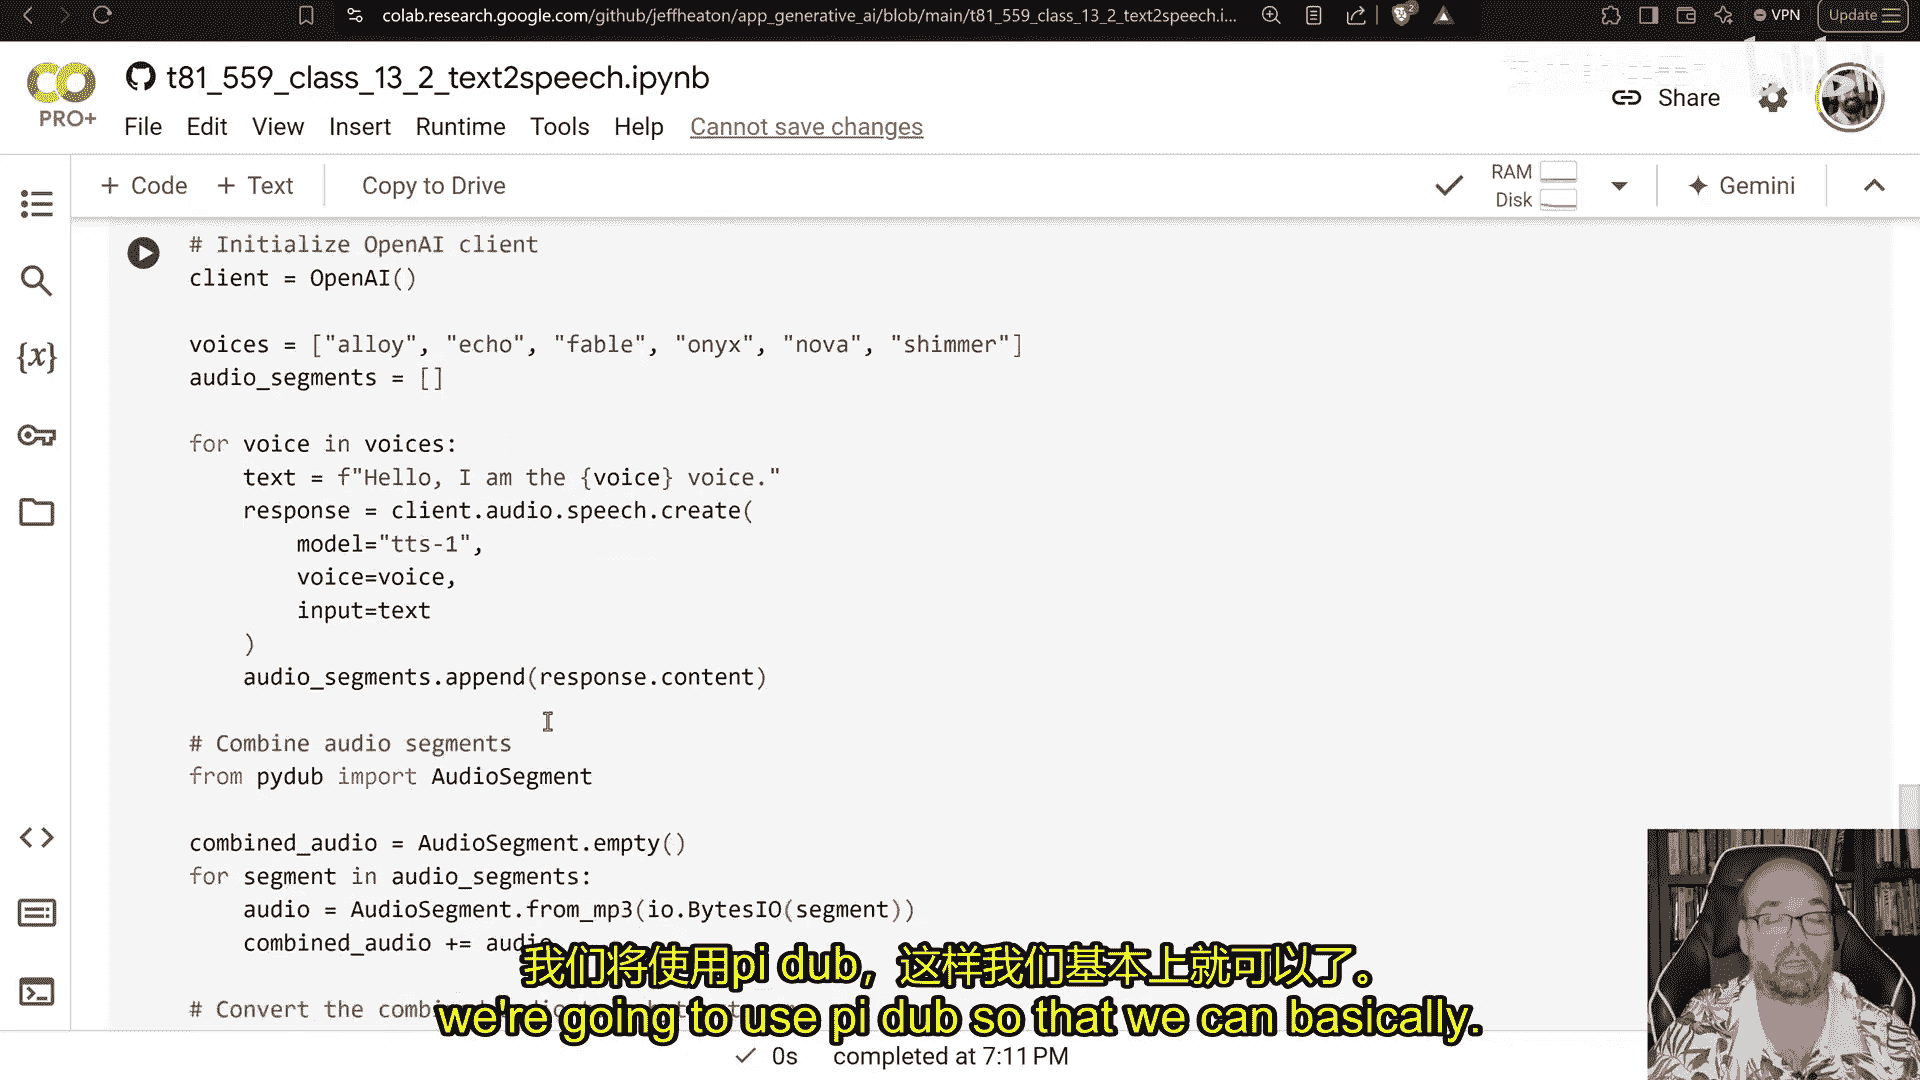 colab.research.google.com/github/jeffheaton/app_generative_ai/blob/main/t81_559_class_13_2_text2speech.i...
2
VPN
Update
PRO+
t81_559_class_13_2_text2speech.ipynb
File Edit View Insert Runtime Tools Help Cannot save changes
Share
+ Code + Text Copy to Drive
RAM
Disk
Gemini
# Initialize OpenAI client
client = OpenAI()
voices = ["alloy", "echo", "fable", "onyx", "nova", "shimmer"]
audio_segments = []
for voice in voices:
text = f"Hello, I am the {voice} voice."
response = client.audio.speech.create(
model="tts-1",
voice=voice,
input=text
)
audio_segments.append(response.content)
# Combine audio segments
from pydub import AudioSegment
combined_audio = AudioSegment.empty()
for segment in audio_segments:
audio = AudioSegment.from_mp3(io.BytesIO(segment))
combined_audio += audio
# Convert the
我们将使用pi dub，这样我们基本上就可以了。
we're going to use pi dub so that we can basically.
0s completed at 7:11 PM